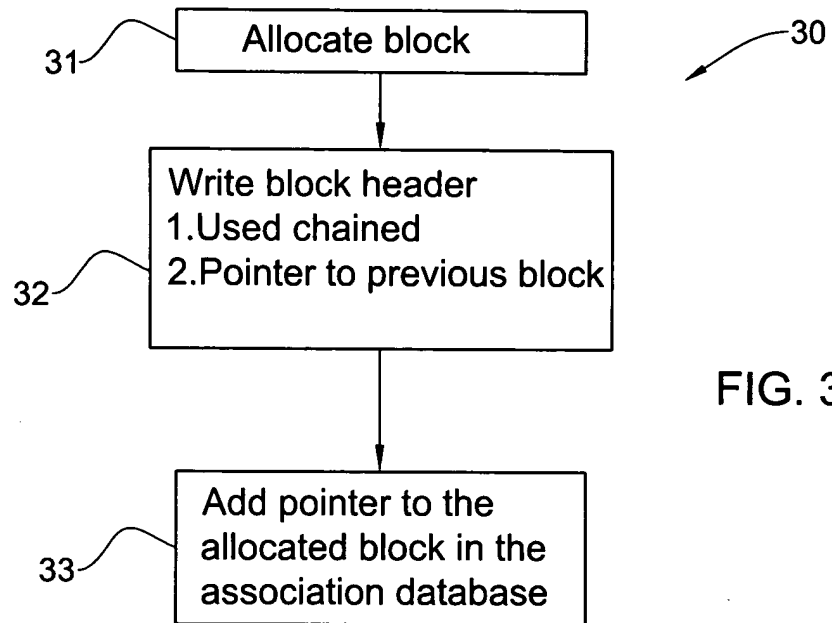 Allocate block
31
30
Write block header
1.Used chained
2.Pointer to previous block
32
FIG. 3
Add pointer to the
allocated block in the
association database
33